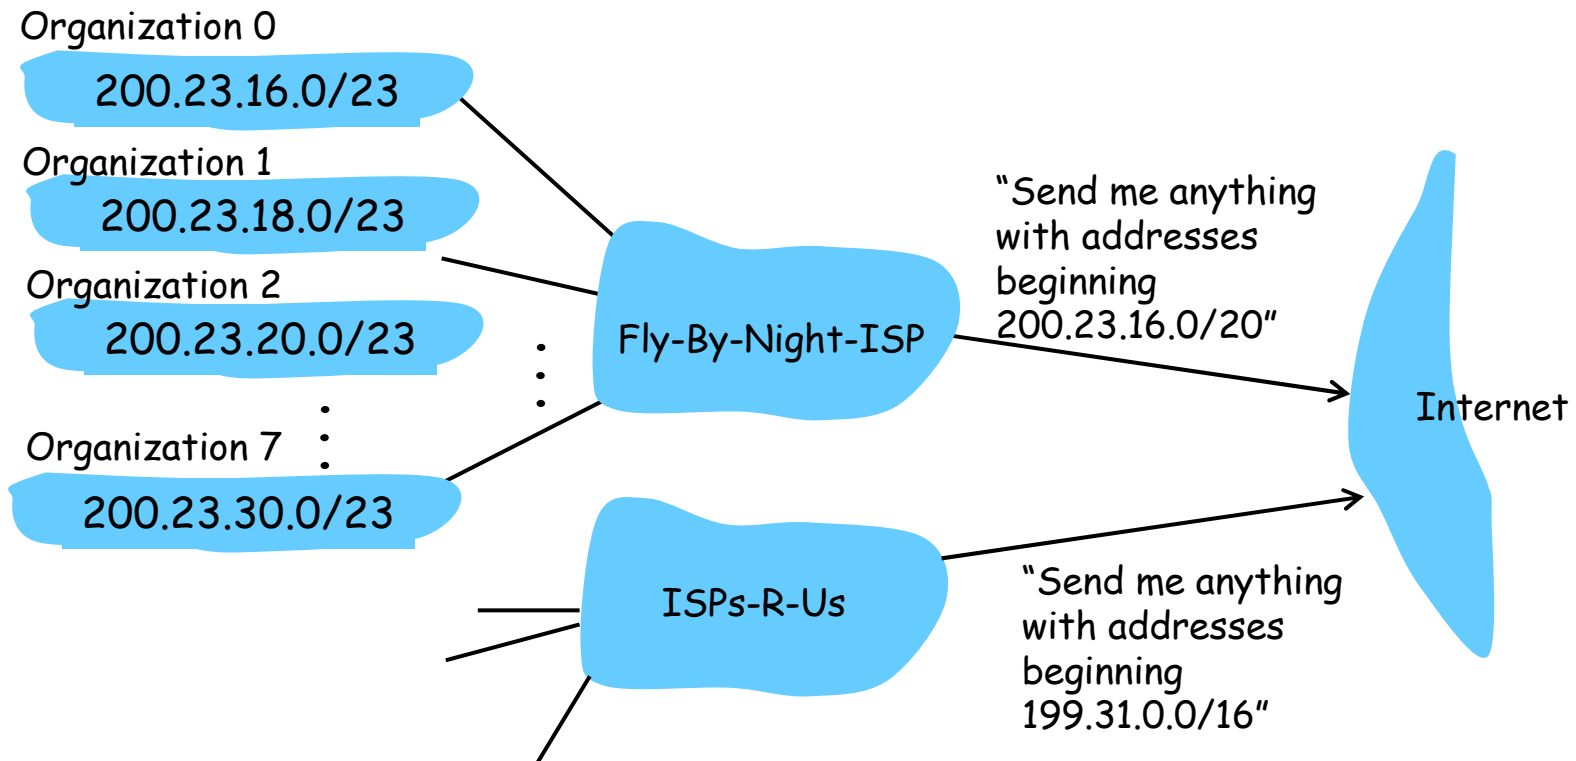 Organization 0
200.23.16.0/23
Organization 1
200.23.18.0/23
Organization 2
200.23.20.0/23
Organization 7
200.23.30.0/23
Fly-By-Night-ISP
ISPs-R-Us
“Send me anything
with addresses
beginning
200.23.16.0/20”
“Send me anything
with addresses
beginning
199.31.0.0/16”
Internet